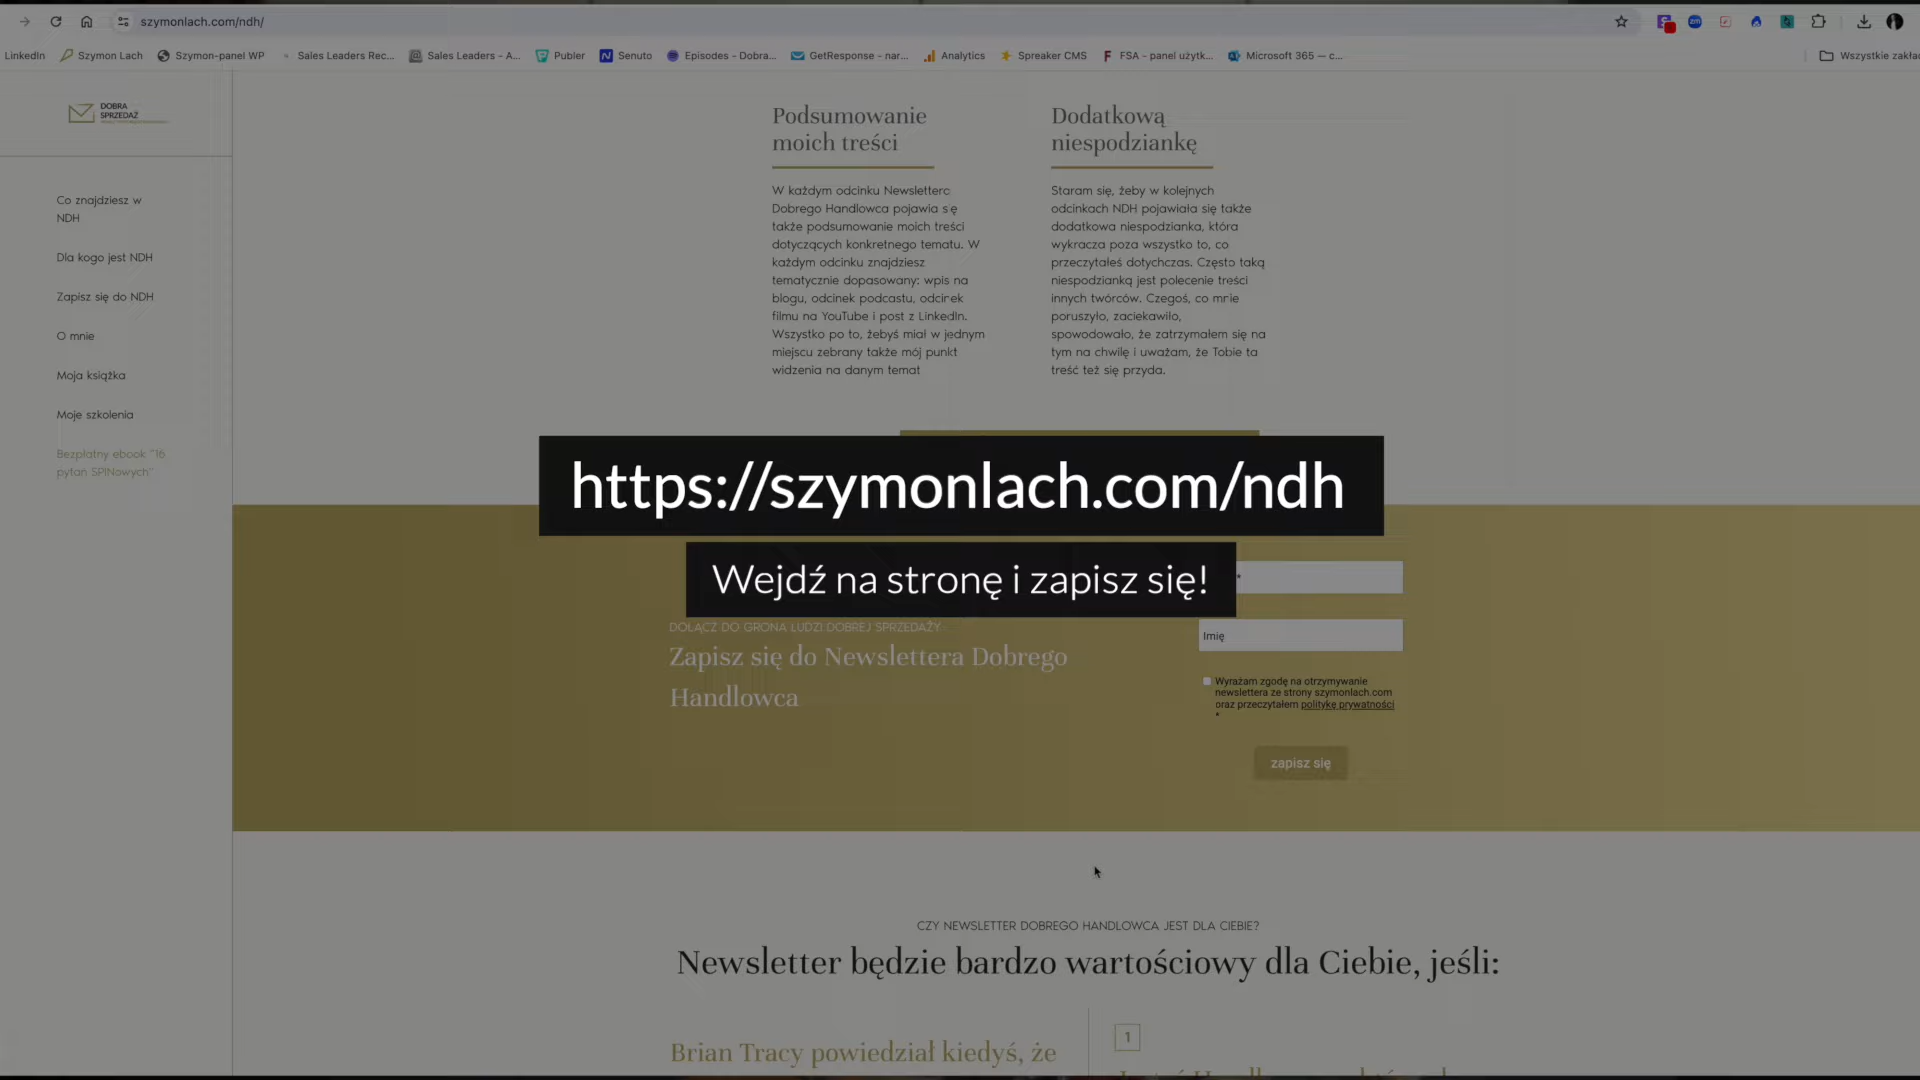 szymonlach.com/ndh/
LinkedIn Szymon Lach Szymon-panel WP Sales Leaders Rec... Sales Leaders - A... Publer Senuto Episodes - Dobra... GetResponse - nar... Analytics Spreaker CMS FSA - panel użytk... Microsoft 365 — c... Wszystkie zakła
DOBRA
SPRZEDAŻ
Co znajdziesz w
NDH
Dla kogo jest NDH
Zapisz się do NDH
O mnie
Moja książka
Moje szkolenia
Bezpłatny ebook "16
pytań SPINowych"
Podsumowanie
moich treści
W każdym odcinku Newslettera
Dobrego Handlowca pojawia się
także podsumowanie moich treści
dotyczących konkretnego tematu. W
każdym odcinku znajdziesz
tematycznie dopasowany: wpis na
blogu, odcinek podcastu, odcinek
filmu na YouTube i post z LinkedIn.
Wszystko po to, żebyś miał w jednym
miejscu zebrany także mój punkt
widzenia na danym temat
Dodatkową
niespodziankę
Staram się, żeby w kolejnych
odcinkach NDH pojawiała się także
dodatkowa niespodzianka, która
wykracza poza wszystko to, co
przeczytałeś dotychczas. Często taką
niespodzianką jest polecenie treści
innych twórców. Czegoś, co mnie
poruszyło, zaciekawiło,
spowodowało, że zatrzymałem się na
tym na chwilę i uważam, że Tobie ta
treść też się przyda.
https://szymonlach.com/ndh
Wejdź na stronę i zapisz się!
DOŁĄCZ DO GRONA LUDZI DOBREJ SPRZEDAŻY
Zapisz się do Newslettera Dobrego
Handlowca
*
Imię
Wyrażam zgodę na otrzymywanie
newslettera ze strony szymonlach.com
oraz przeczytałem politykę prywatności
*
zapisz się
CZY NEWSLETTER DOBREGO HANDLOWCA JEST DLA CIEBIE?
Newsletter będzie bardzo wartościowy dla Ciebie, jeśli:
Brian Tracy powiedział kiedyś, że
1